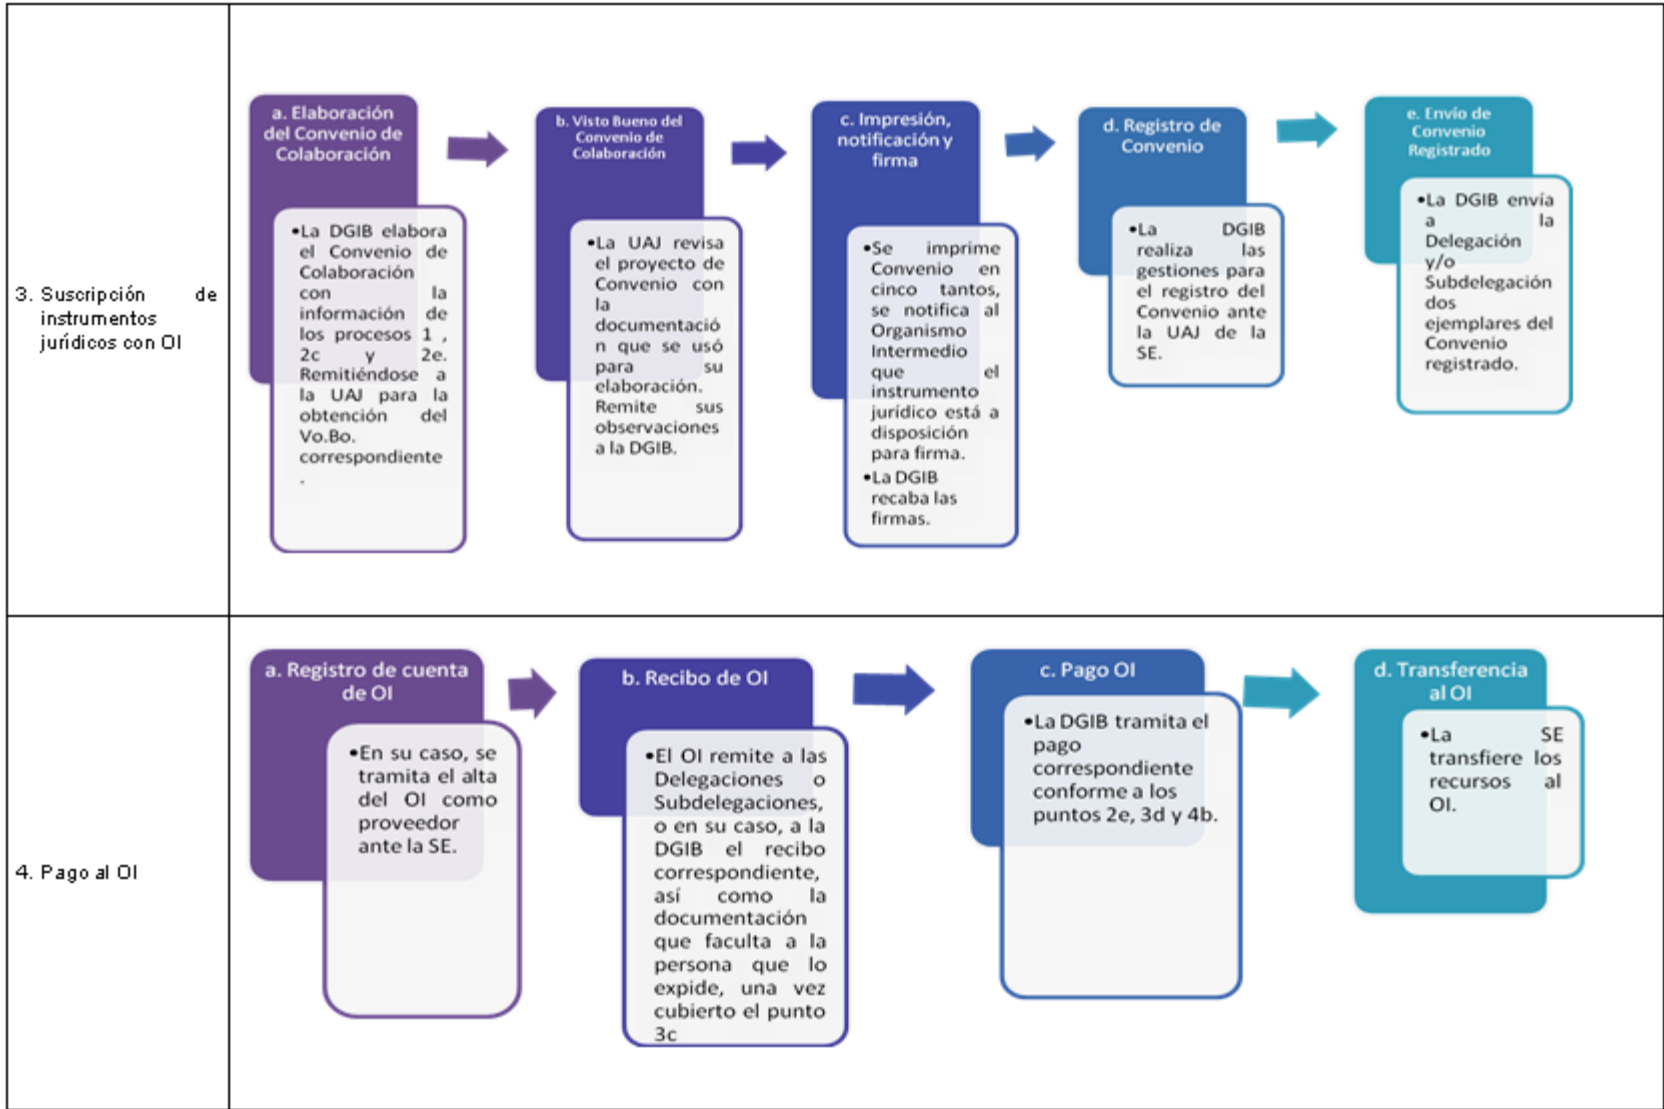 3. Suscripción de
instrumentos
jurídicos con OI
a. Elaboración
del Convenio de
Colaboración
•La DGIB elabora
el Convenio de
Colaboración
con la
información de
los procesos 1 ,
2c y 2e.
Remitiéndose a
la UAJ para la
obtención del
Vo.Bo.
correspondiente
.
b. Visto Bueno del
Convenio de
Colaboración
•La UAJ revisa
el proyecto de
Convenio con
la
documentació
n que se usó
para su
elaboración.
Remite sus
observaciones
a la DGIB.
c. Impresión,
notificación y
firma
•Se imprime
Convenio en
cinco tantos,
se notifica al
Organismo
Intermedio
que el
instrumento
jurídico está a
disposición
para firma.
•La DGIB
recaba las
firmas.
d. Registro de
Convenio
•La DGIB
realiza las
gestiones para
el registro del
Convenio ante
la UAJ de la
SE.
e. Envío de
Convenio
Registrado
•La DGIB envía
a la
Delegación
y/o
Subdelegación
dos
ejemplares del
Convenio
registrado.
4. Pago al OI
a. Registro de cuenta
de OI
•En su caso, se
tramita el alta
del OI como
proveedor
ante la SE.
b. Recibo de OI
•El OI remite a las
Delegaciones o
Subdelegaciones,
o en su caso, a la
DGIB el recibo
correspondiente,
así como la
documentación
que faculta a la
persona que lo
expide, una vez
cubierto el punto
3c
c. Pago OI
•La DGIB tramita el
pago
correspondiente
conforme a los
puntos 2e, 3d y 4b.
d. Transferencia
al OI
•La SE
transfiere los
recursos al
OI.